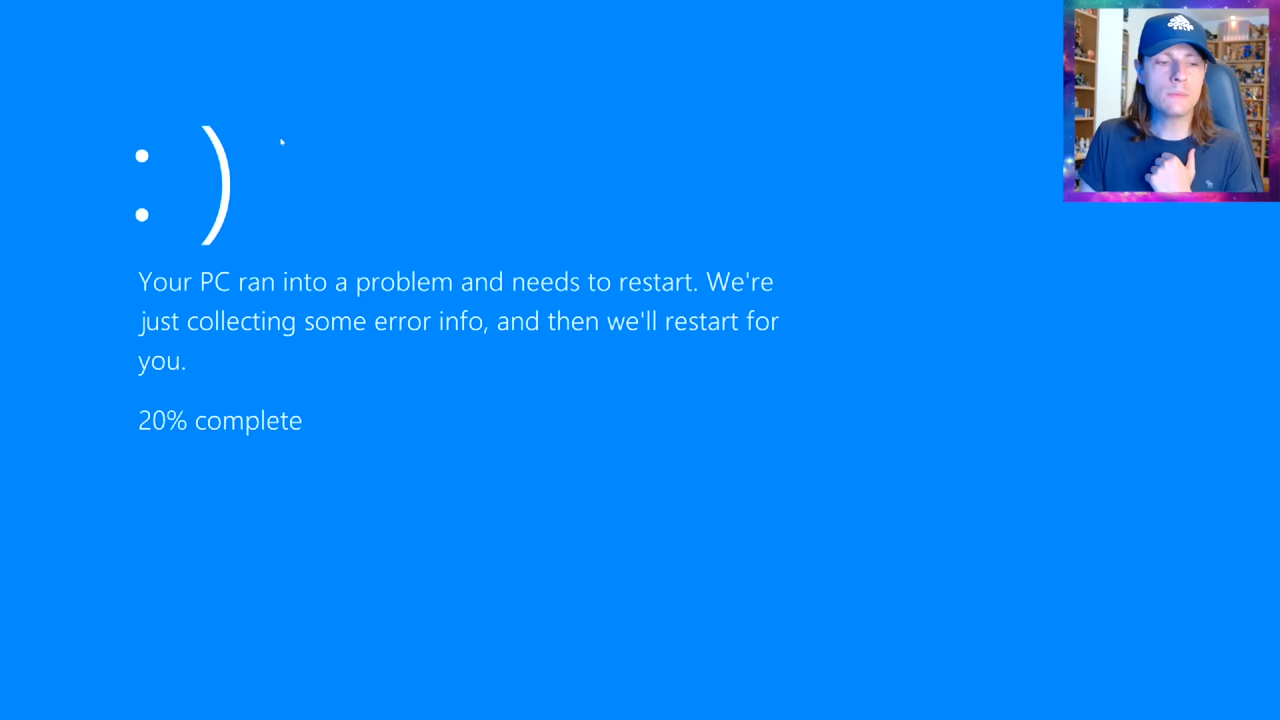 :)
Your PC ran into a problem and needs to restart. We're
just collecting some error info, and then we'll restart for
you.
20% complete